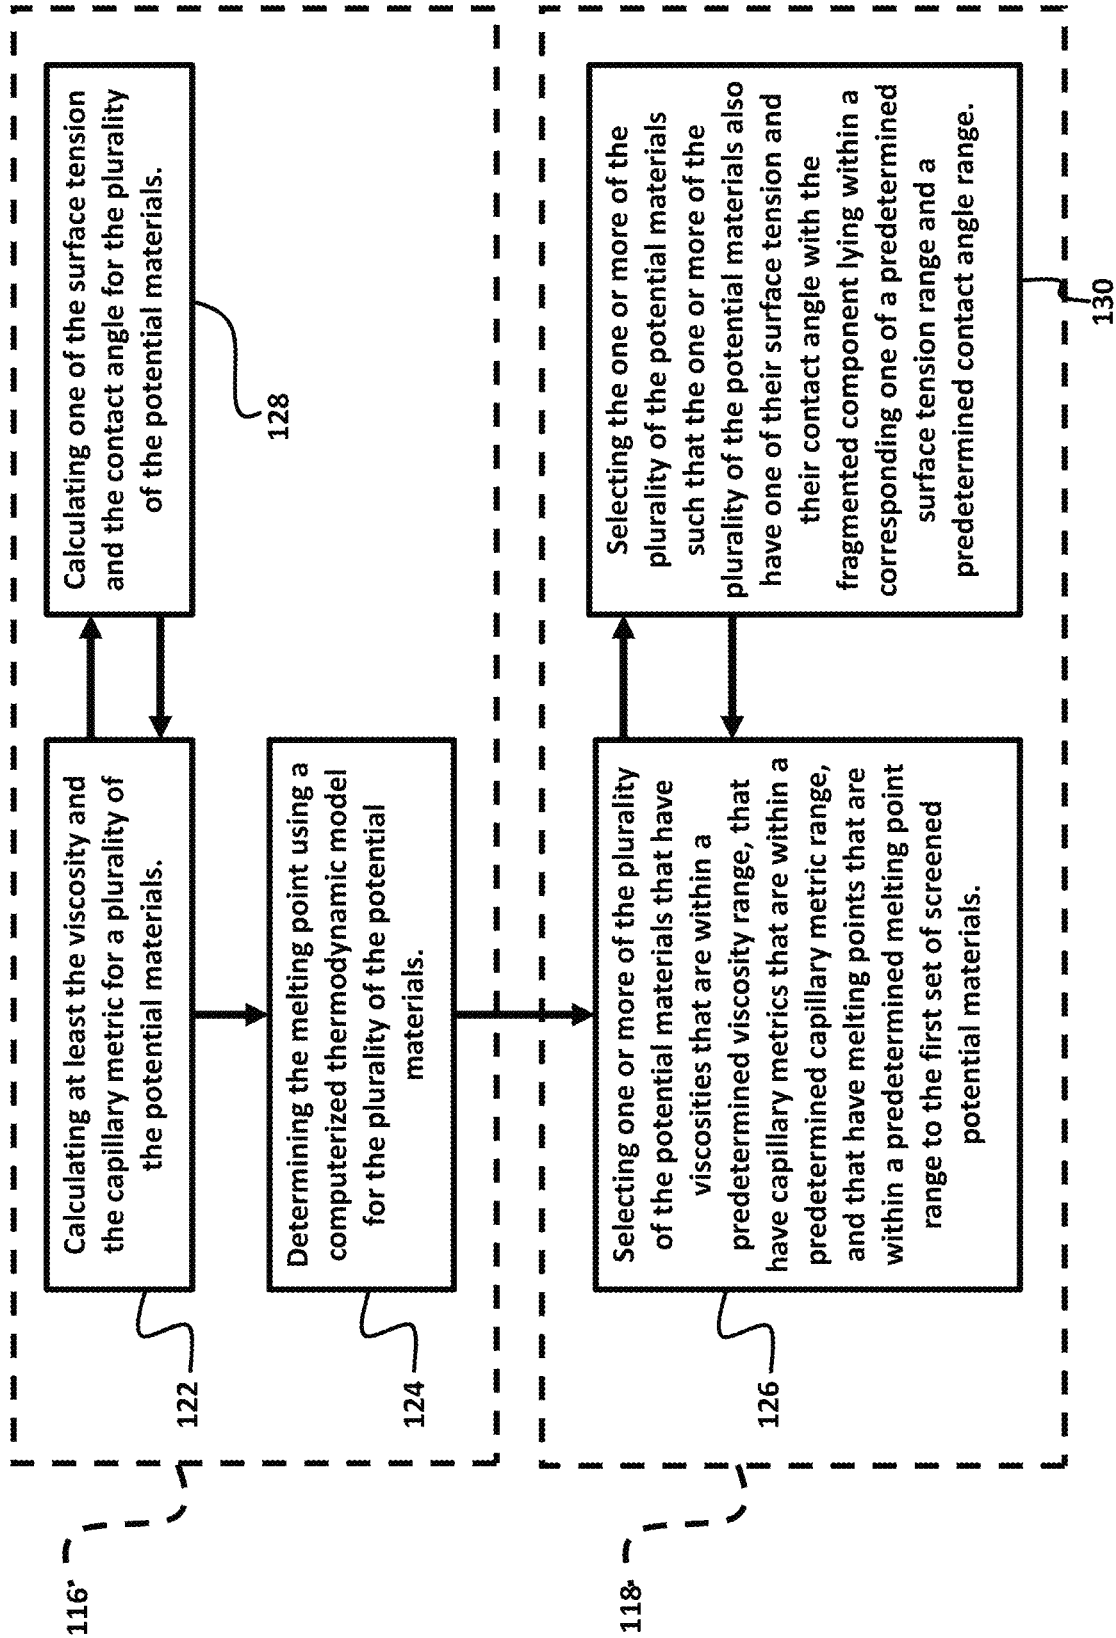 116
Calculating at least the viscosity and
the capillary metric for a plurality of
the potential materials.
122
Calculating one of the surface tension
and the contact angle for the plurality
of the potential materials.
128
Determining the melting point using a
computerized thermodynamic model
for the plurality of the potential
materials.
124
118
Selecting one or more of the plurality
of the potential materials that have
viscosities that are within a
predetermined viscosity range, that
have capillary metrics that are within a
predetermined capillary metric range,
and that have melting points that are
within a predetermined melting point
range to the first set of screened
potential materials.
126
Selecting the one or more of the
plurality of the potential materials
such that the one or more of the
plurality of the potential materials also
have one of their surface tension and
their contact angle with the
fragmented component lying within a
corresponding one of a predetermined
surface tension range and a
predetermined contact angle range.
130